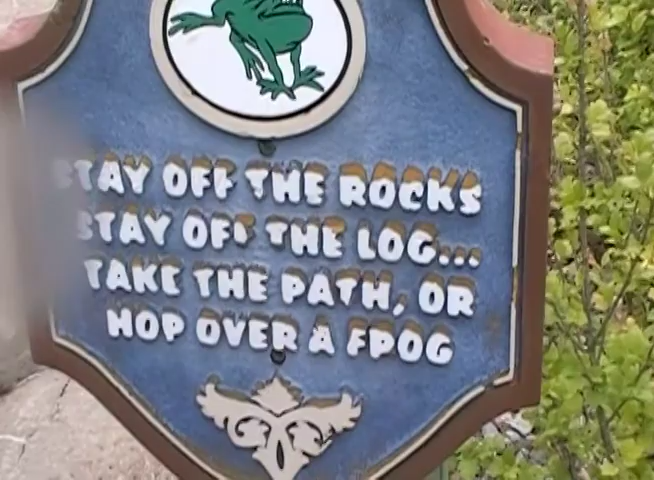 STAY OFF THE ROCKS
STAY OFF THE LOG...
TAKE THE PATH, OR
HOP OVER A FROG